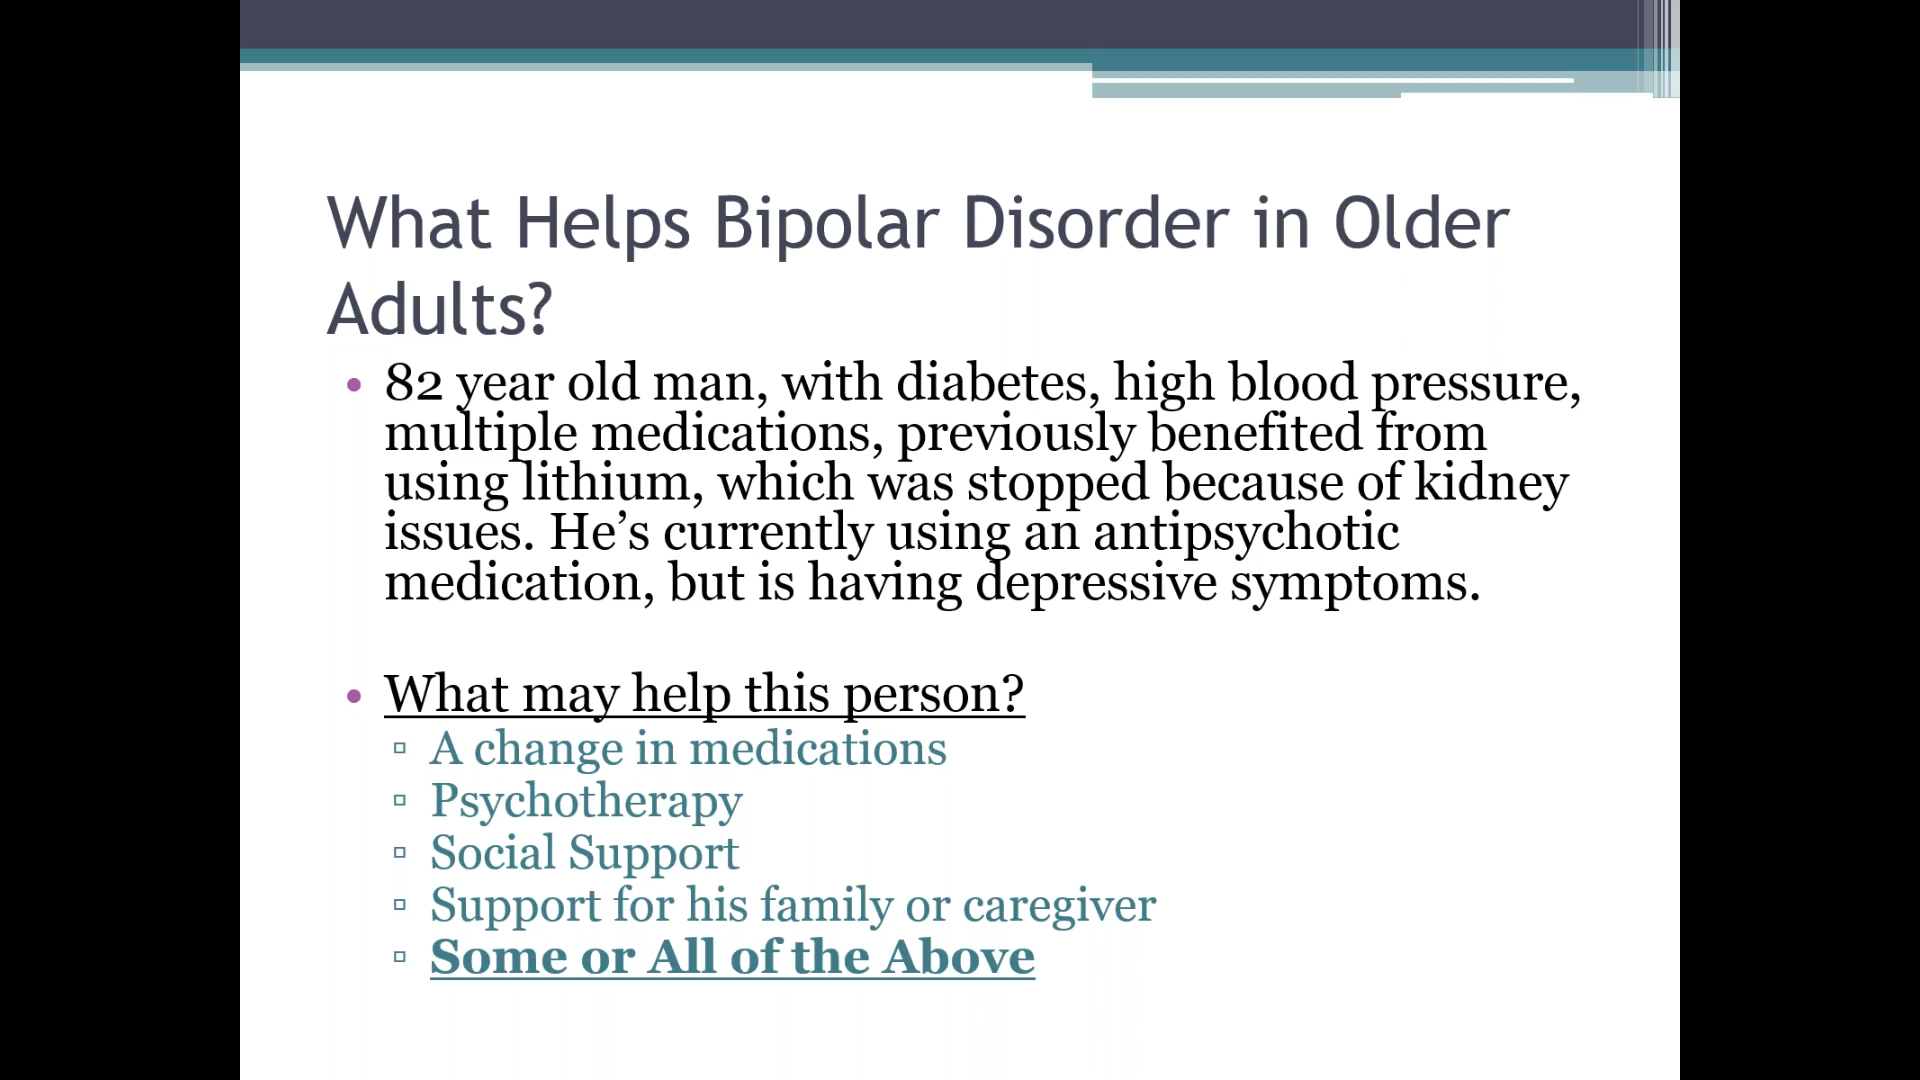 What Helps Bipolar Disorder in Older
Adults?
• 82 year old man, with diabetes, high blood pressure,
multiple medications, previously benefited from
using lithium, which was stopped because of kidney
issues. He’s currently using an antipsychotic
medication, but is having depressive symptoms.
• What may help this person?
▫ A change in medications
▫ Psychotherapy
▫ Social Support
▫ Support for his family or caregiver
▫ Some or All of the Above